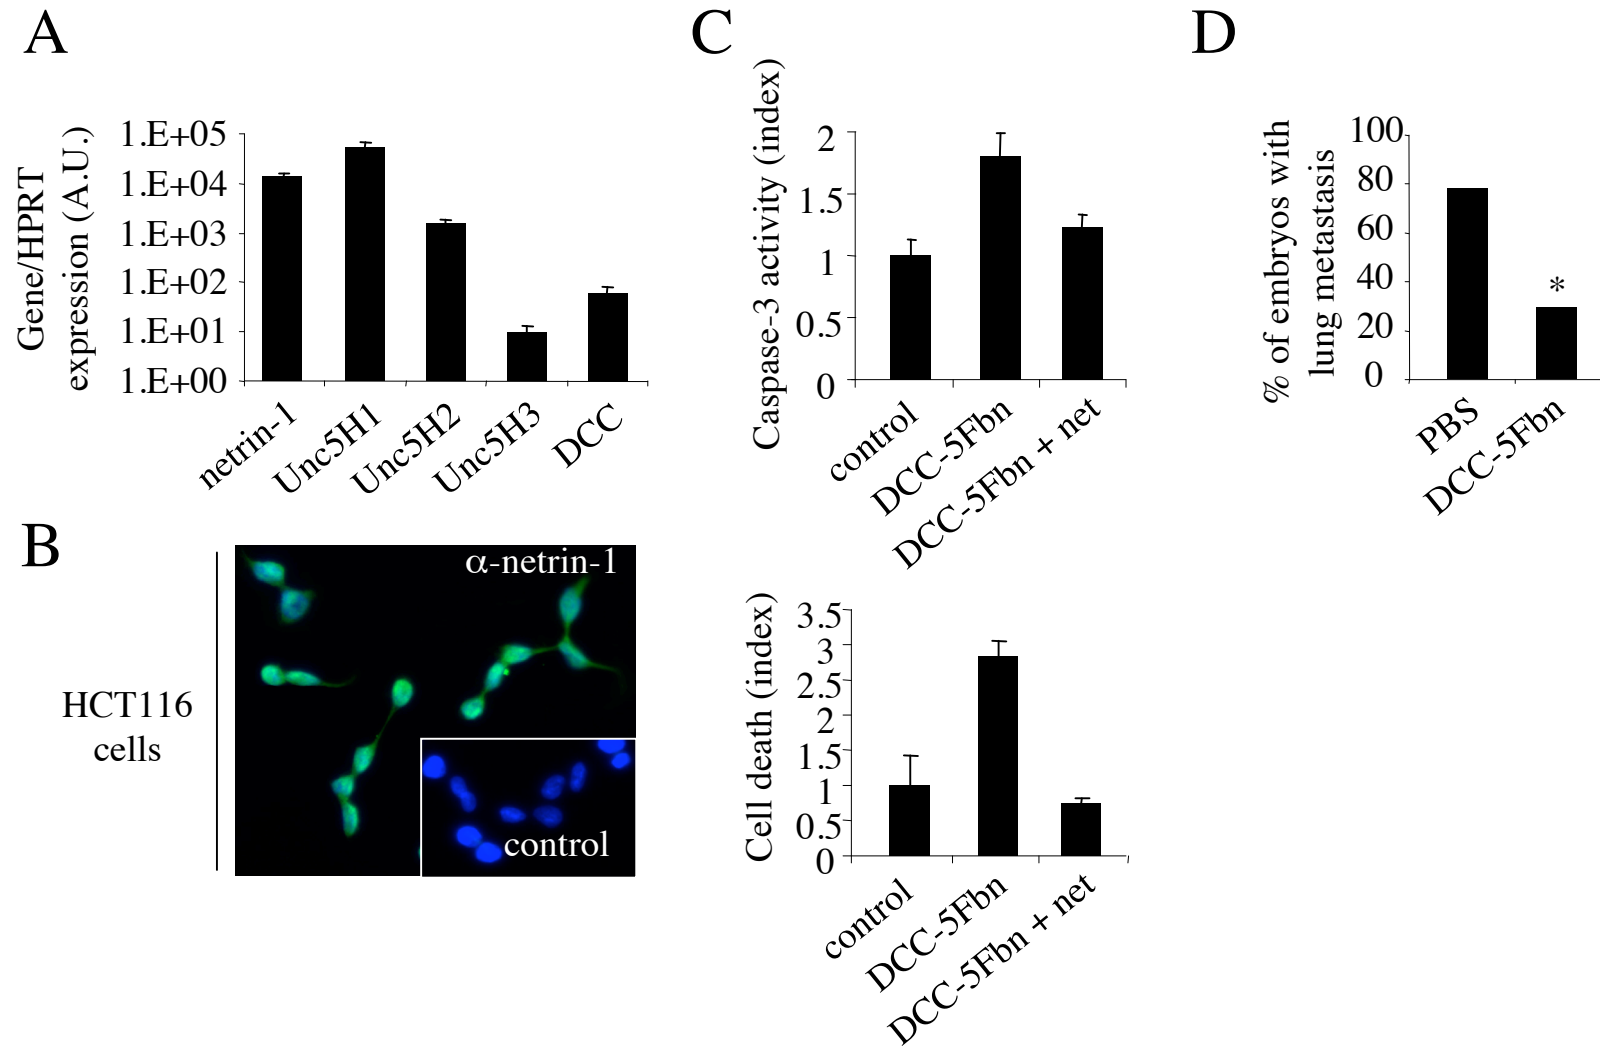 A
Gene/HPRT
expression (A.U.)
1.E+05
1.E+04
1.E+03
1.E+02
1.E+01
1.E+00
netrin-1
Unc5H1
Unc5H2
Unc5H3
DCC
B
HCT116
cells
α-netrin-1
control
C
Caspase-3 activity (index)
2
1.5
1
0.5
0
control
DCC-5Fbn
DCC-5Fbn + net
Cell death (index)
3.5
3
2.5
2
1.5
1
0.5
0
control
DCC-5Fbn
DCC-5Fbn + net
D
% of embryos with
lung metastasis
100
80
60
40
20
0
*
PBS
DCC-5Fbn